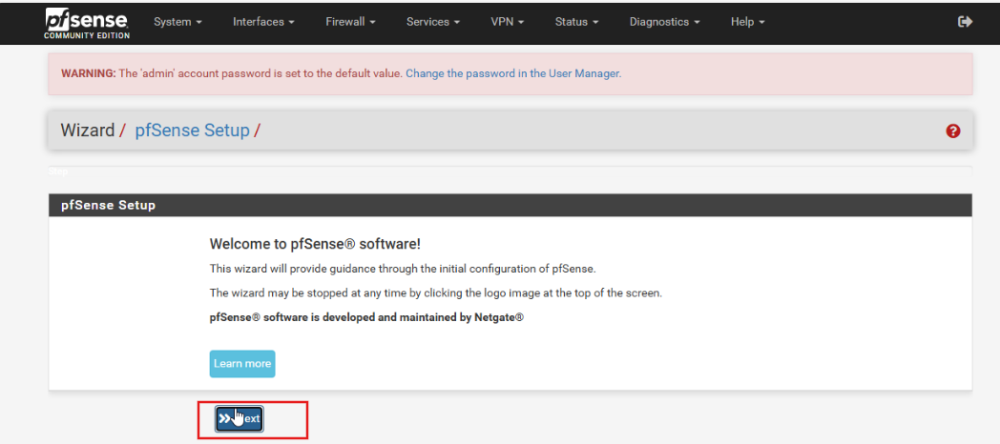 pfsense System Interfaces Firewall Services VPN Status Diagnostics Help
COMMUNITY EDITION
WARNING: The 'admin' account password is set to the default value. Change the password in the User Manager.
Wizard / pfSense Setup /
pfSense Setup
Welcome to pfSense® software!
This wizard will provide guidance through the initial configuration of pfSense.
The wizard may be stopped at any time by clicking the logo image at the top of the screen.
pfSense® software is developed and maintained by Netgate®
Learn more